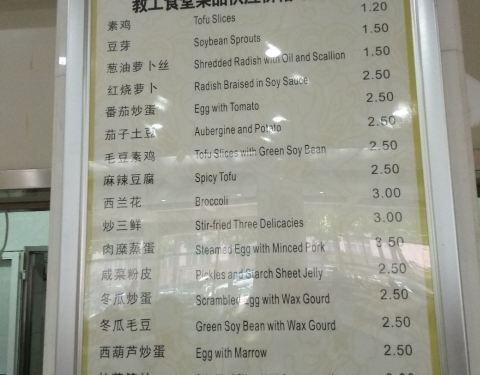 教工食堂菜品供应价格
素鸡 Tofu Slices 1.20
豆芽 Soybean Sprouts 1.50
葱油萝卜丝 Shredded Radish with Oil and Scallion 1.50
红烧萝卜 Radish Braised in Soy Sauce 2.50
番茄炒蛋 Egg with Tomato 2.50
茄子土豆 Aubergine and Potato 2.50
毛豆素鸡 Tofu Slices with Green Soy Bean 2.50
麻辣豆腐 Spicy Tofu 2.50
西兰花 Broccoli 3.00
炒三鲜 Stir-fried Three Delicacies 3.00
肉糜蒸蛋 Steamed Egg with Minced Pork 3.50
咸菜粉皮 Pickles and Starch Sheet Jelly 2.50
冬瓜炒蛋 Scrambled Egg with Wax Gourd 2.50
冬瓜毛豆 Green Soy Bean with Wax Gourd 2.50
西葫芦炒蛋 Egg with Marrow 2.50